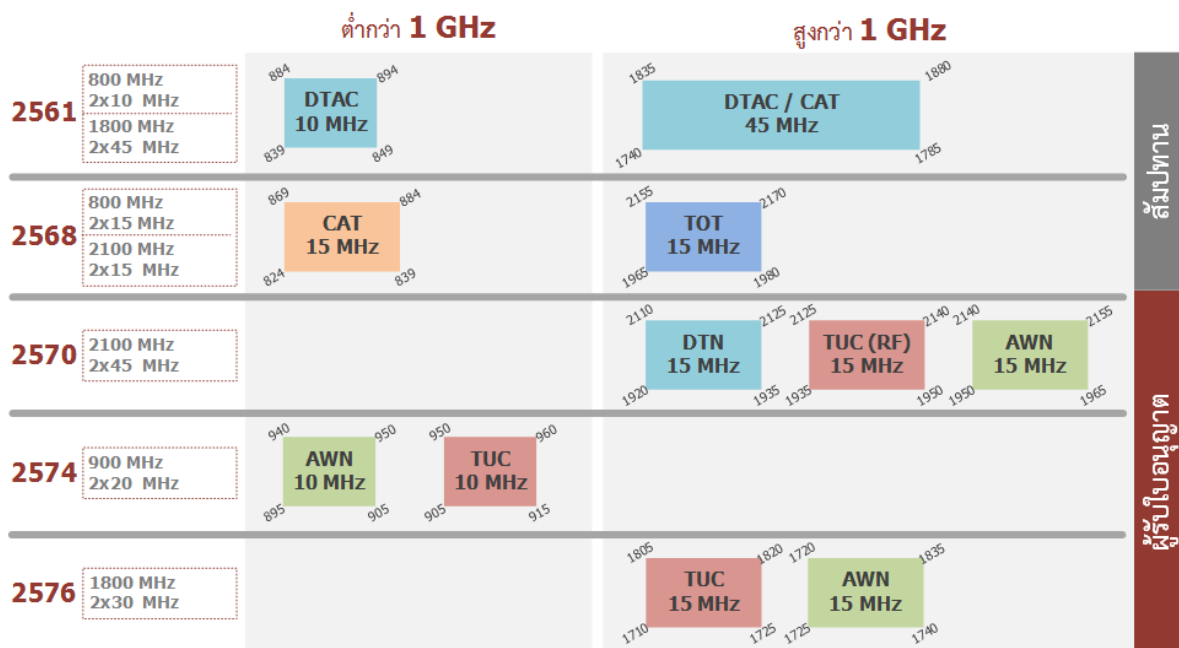 ต่ำกว่า 1 GHz
สูงกว่า 1 GHz
2561
800 MHz
2x10 MHz
1800 MHz
2x45 MHz
884
894
DTAC
10 MHz
839
849
1835
1880
DTAC / CAT
45 MHz
1740
1785
สัมปทาน
2568
800 MHz
2x15 MHz
2100 MHz
2x15 MHz
869
884
CAT
15 MHz
824
839
2155
2170
TOT
15 MHz
1965
1980
2570
2100 MHz
2x45 MHz
2110
2125
DTN
15 MHz
1920
1935
2125
2140
TUC (RF)
15 MHz
1935
1950
2140
2155
AWN
15 MHz
1950
1965
ผู้รับใบอนุญาต
2574
900 MHz
2x20 MHz
940
950
AWN
10 MHz
895
905
950
960
TUC
10 MHz
905
915
2576
1800 MHz
2x30 MHz
1805
1820
TUC
15 MHz
1710
1725
1720
1835
AWN
15 MHz
1725
1740